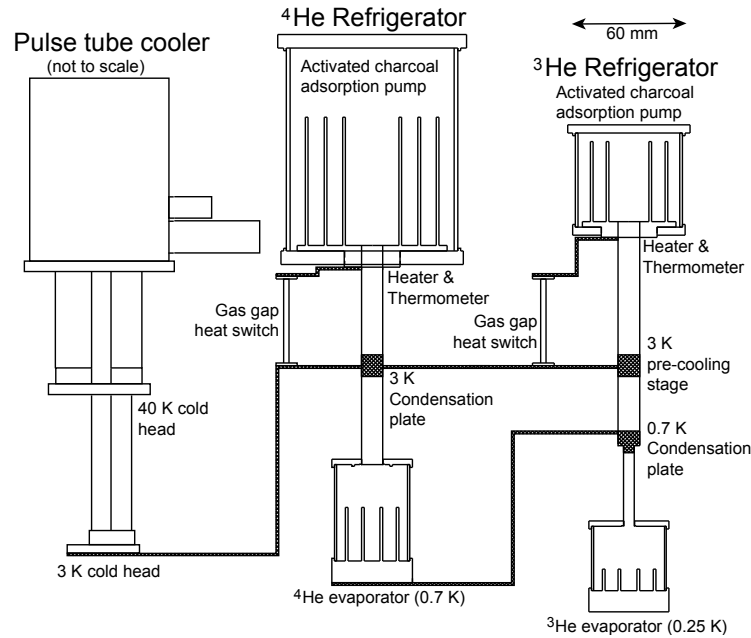 Pulse tube cooler
(not to scale)
40 K cold
head
3 K cold head
⁴He Refrigerator
Activated charcoal
adsorption pump
Heater &
Thermometer
Gas gap
heat switch
3 K
Condensation
plate
⁴He evaporator (0.7 K)
60 mm
³He Refrigerator
Activated charcoal
adsorption pump
Heater &
Thermometer
Gas gap
heat switch
3 K
pre-cooling
stage
0.7 K
Condensation
plate
³He evaporator (0.25 K)